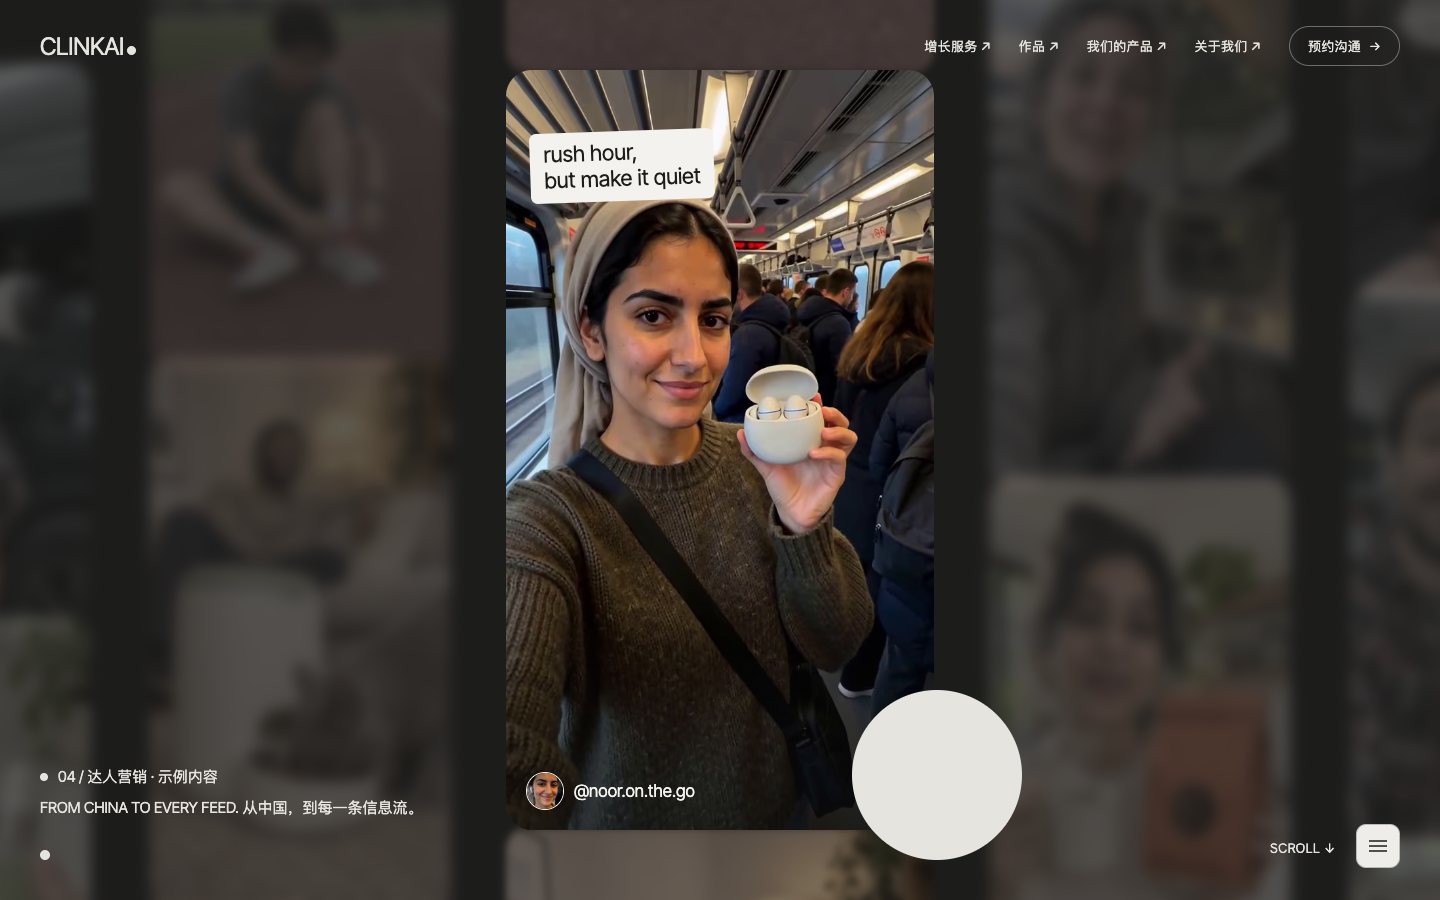 CLINKAI
增长服务 ↗
作品 ↗
我们的产品 ↗
关于我们 ↗
预约沟通 →
rush hour,
but make it quiet
@noor.on.the.go
04 / 达人营销 · 示例内容
FROM CHINA TO EVERY FEED. 从中国，到每一条信息流。
SCROLL ↓